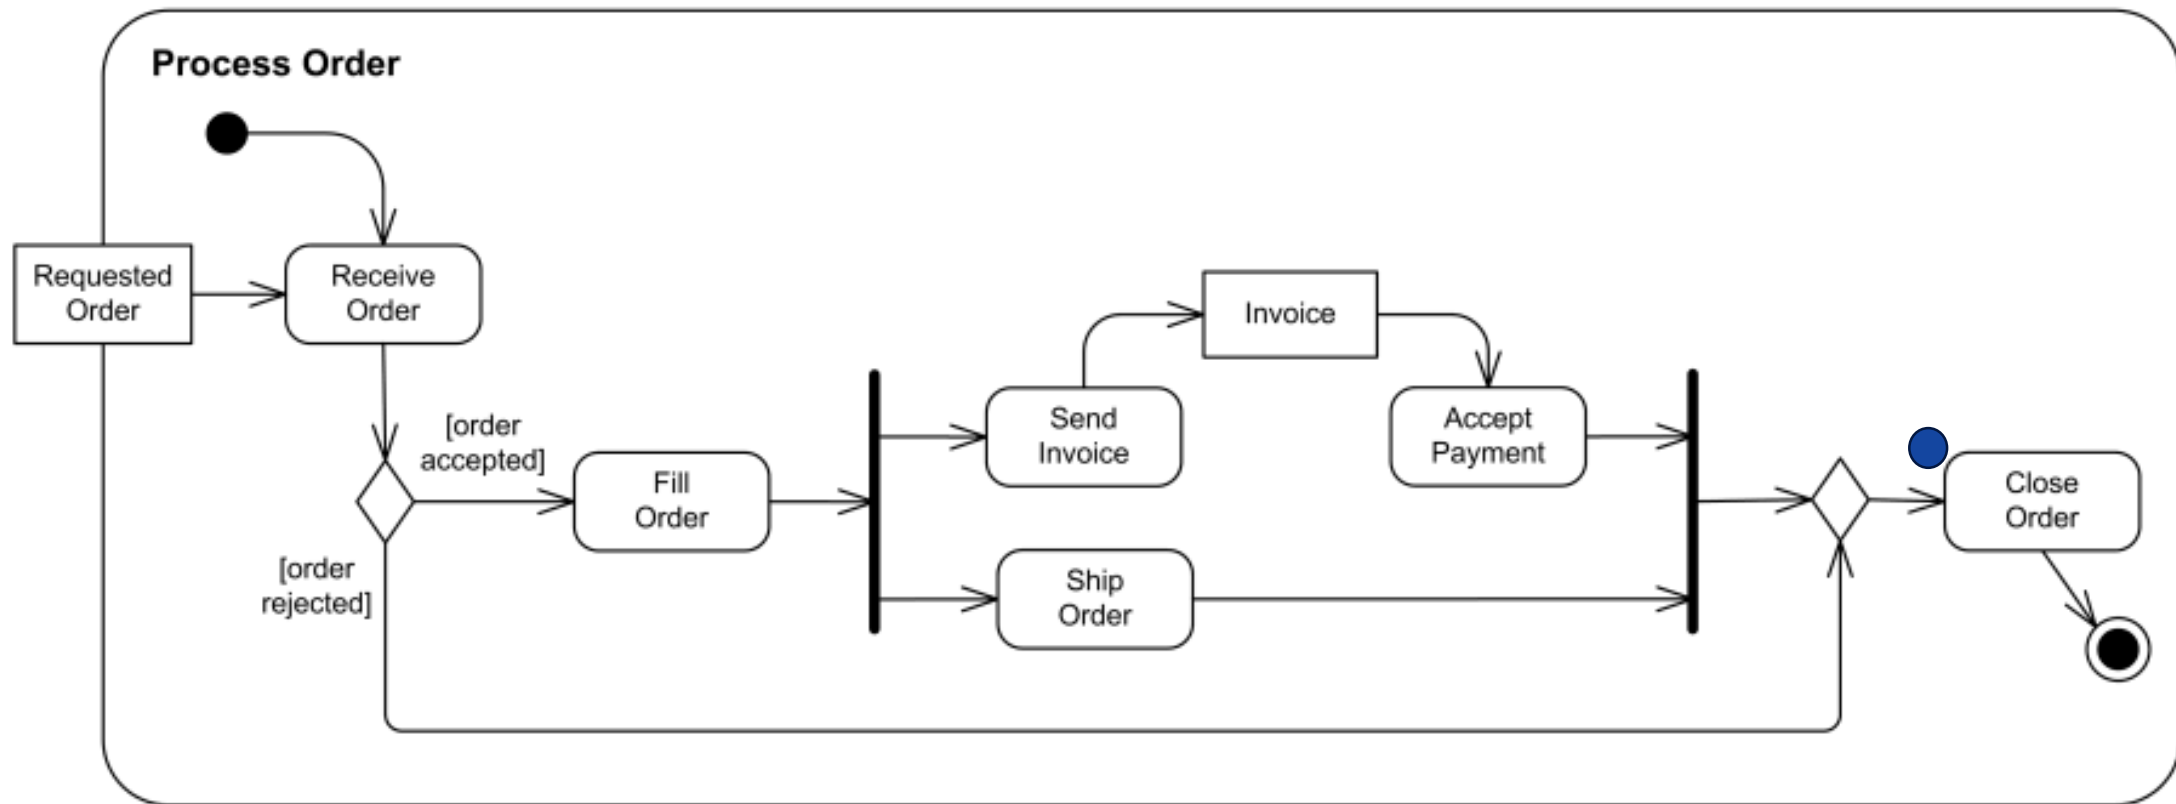 Process Order
Requested
Order
Receive
Order
[order
accepted]
[order
rejected]
Fill
Order
Send
Invoice
Invoice
Accept
Payment
Ship
Order
Close
Order